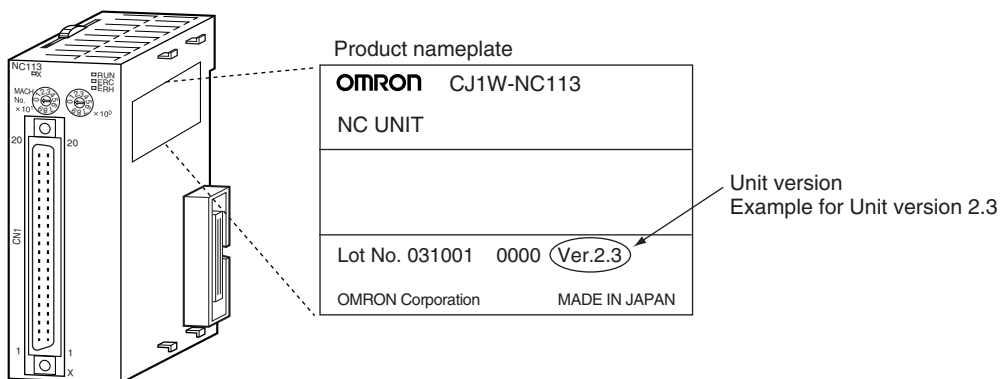 NC113
X
RUN
ERC
ERH
MACH
No.
×10¹
×10⁰
20
20
CN1
1
1
X
Product nameplate
OMRON CJ1W-NC113
NC UNIT
Lot No. 031001 0000 Ver.2.3
OMRON Corporation MADE IN JAPAN
Unit version
Example for Unit version 2.3